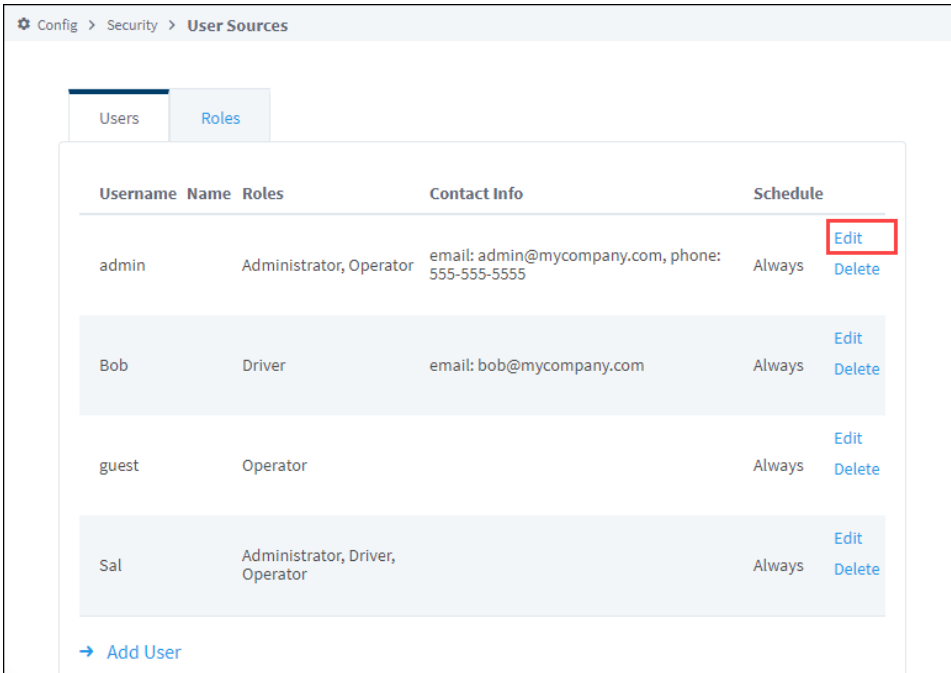 Config > Security > User Sources
Users Roles
Username Name Roles Contact Info Schedule
Edit
admin Administrator, Operator email: admin@mycompany.com, phone: 555-555-5555 Always
Delete
Edit
Bob Driver email: bob@mycompany.com Always
Delete
Edit
guest Operator Always
Delete
Edit
Sal Administrator, Driver, Operator Always
Delete
→ Add User